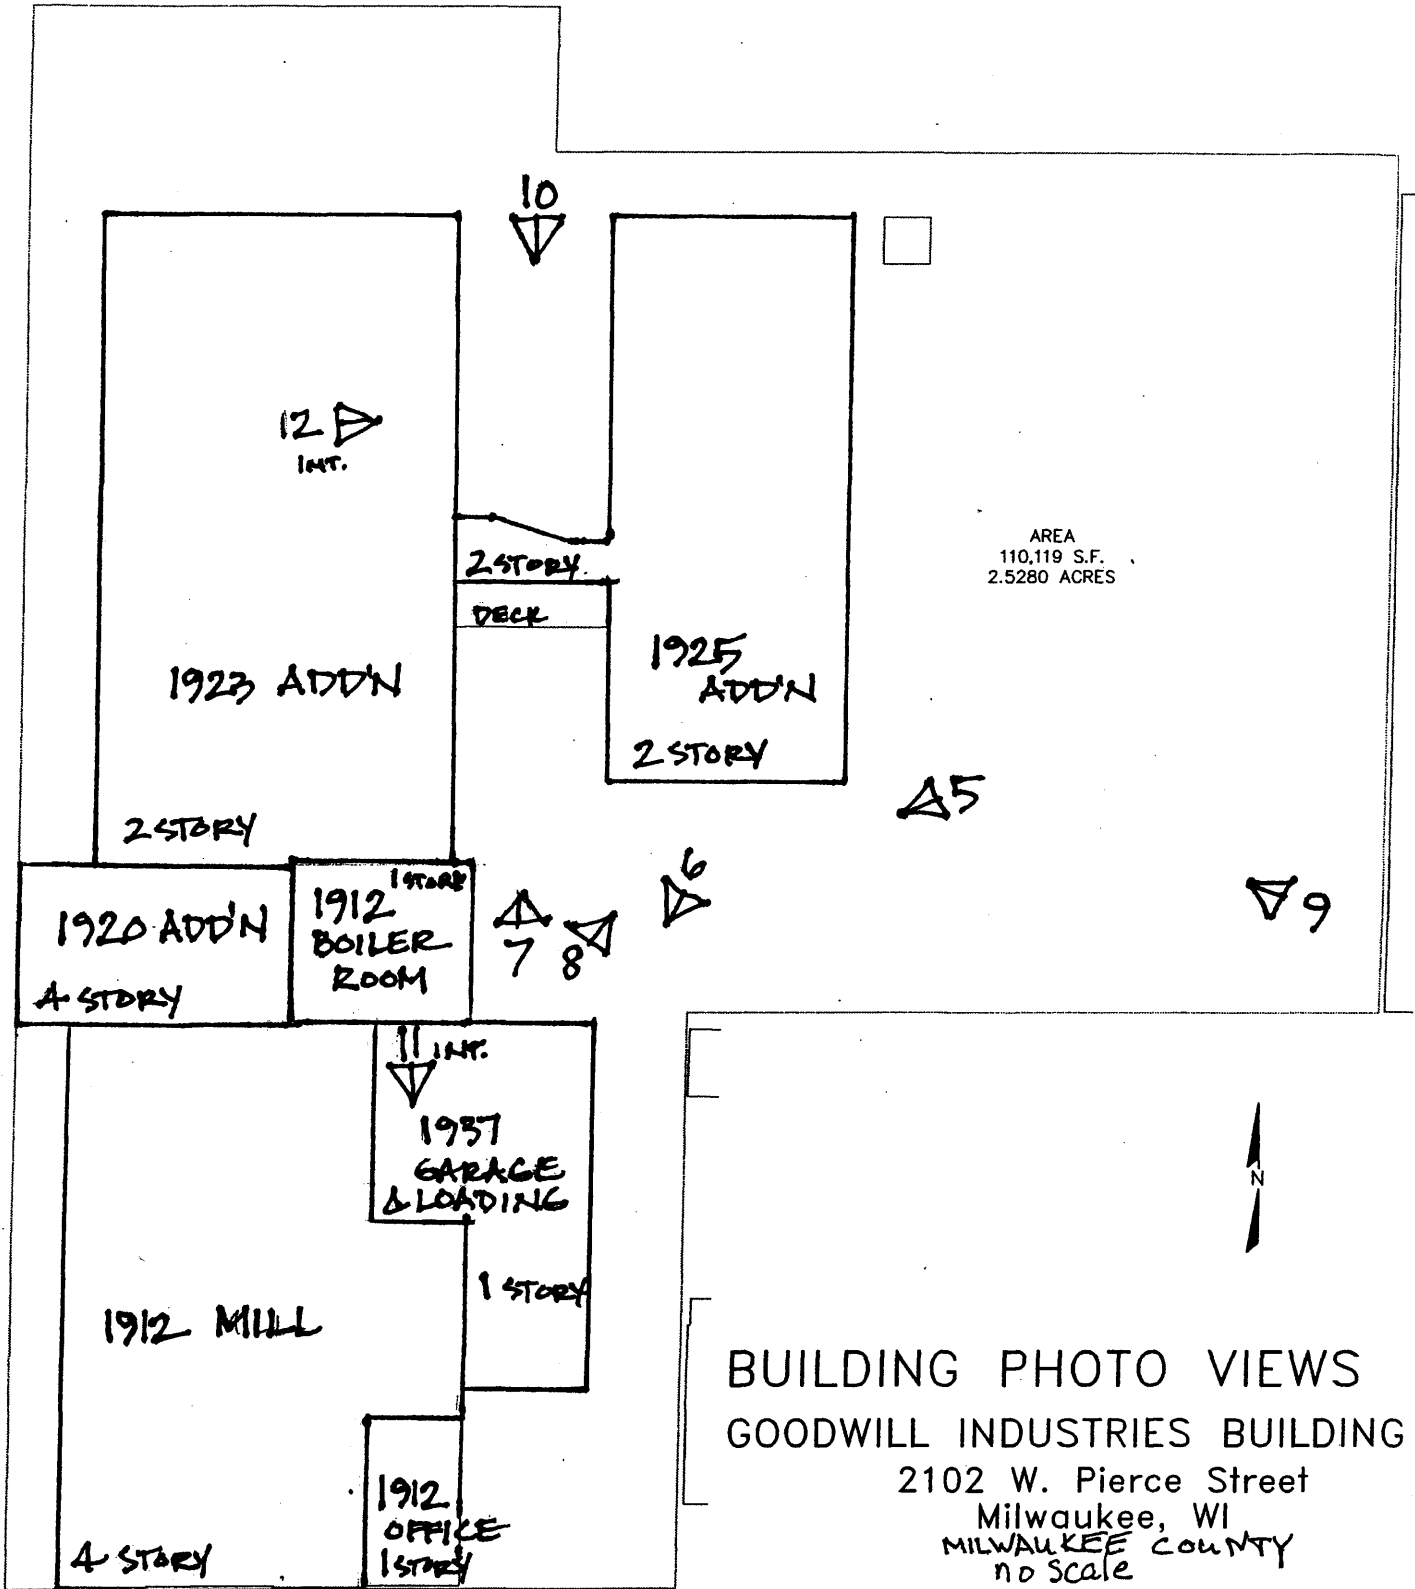 10
12
INT.
2 STORY
DECK
AREA
110,119 S.F.
2.5280 ACRES
1923 ADD'N
1925
ADD'N
2 STORY
2 STORY
5
6
9
1920 ADD'N
4 STORY
1 STORY
1912
BOILER
ROOM
7
8
11 INT.
1937
GARAGE
& LOADING
1 STORY
N
1912 MILL
4 STORY
1912
OFFICE
1 STORY
BUILDING PHOTO VIEWS
GOODWILL INDUSTRIES BUILDING
2102 W. Pierce Street
Milwaukee, WI
MILWAUKEE COUNTY
no scale